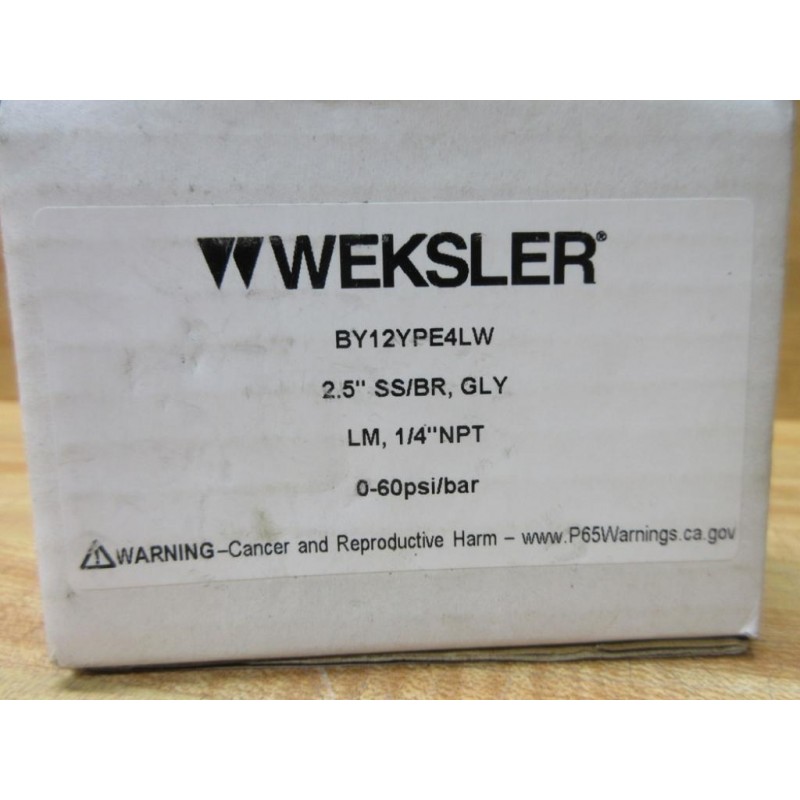 WEKSLER®
BY12YPE4LW
2.5" SS/BR, GLY
LM, 1/4"NPT
0-60psi/bar
WARNING–Cancer and Reproductive Harm – www.P65Warnings.ca.gov